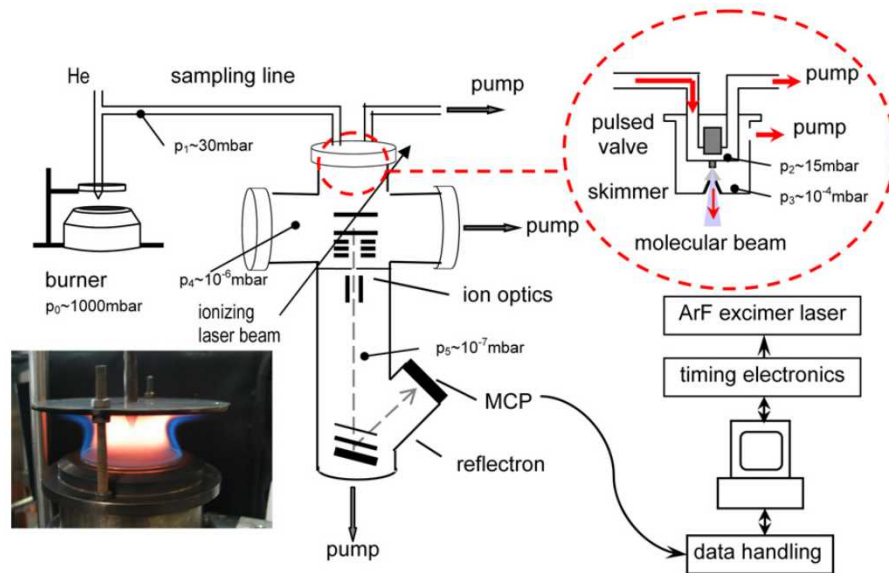 He
sampling line
pump
p₁~30mbar
burner
p₀~1000mbar
p₄~10⁻⁶mbar
ionizing
laser beam
pump
ion optics
p₅~10⁻⁷mbar
MCP
reflectron
pump
pump
pump
pulsed
valve
p₂~15mbar
skimmer
p₃~10⁻⁴mbar
molecular beam
ArF excimer laser
timing electronics
data handling